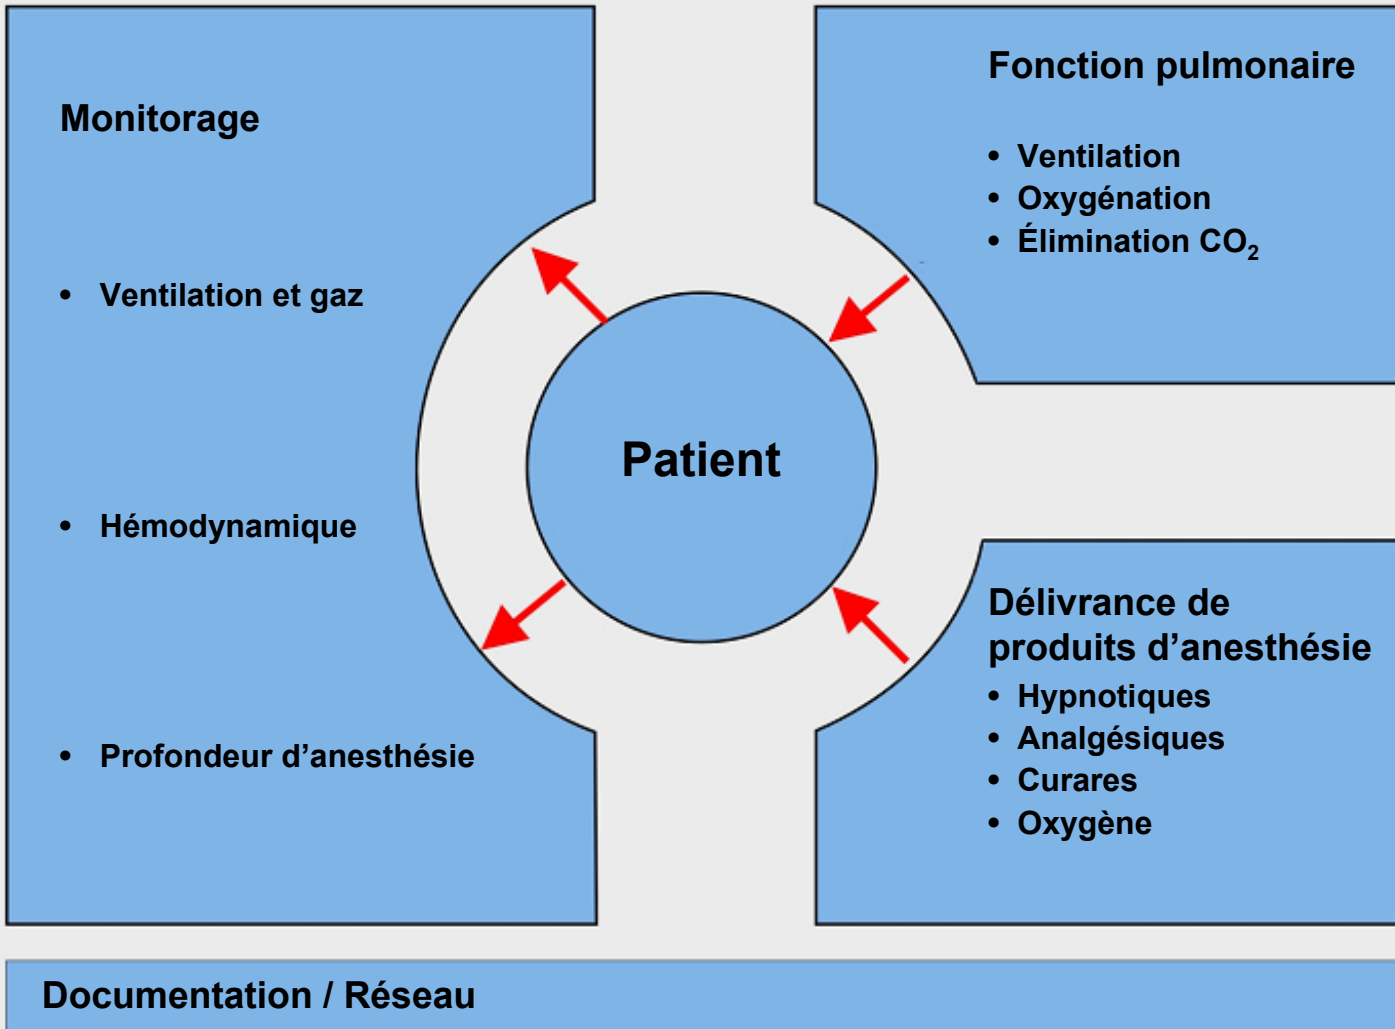 Monitorage
• Ventilation et gaz
• Hémodynamique
• Profondeur d’anesthésie
Patient
Fonction pulmonaire
• Ventilation
• Oxygénation
• Élimination CO₂
Délivrance de
produits d’anesthésie
• Hypnotiques
• Analgésiques
• Curares
• Oxygène
Documentation / Réseau